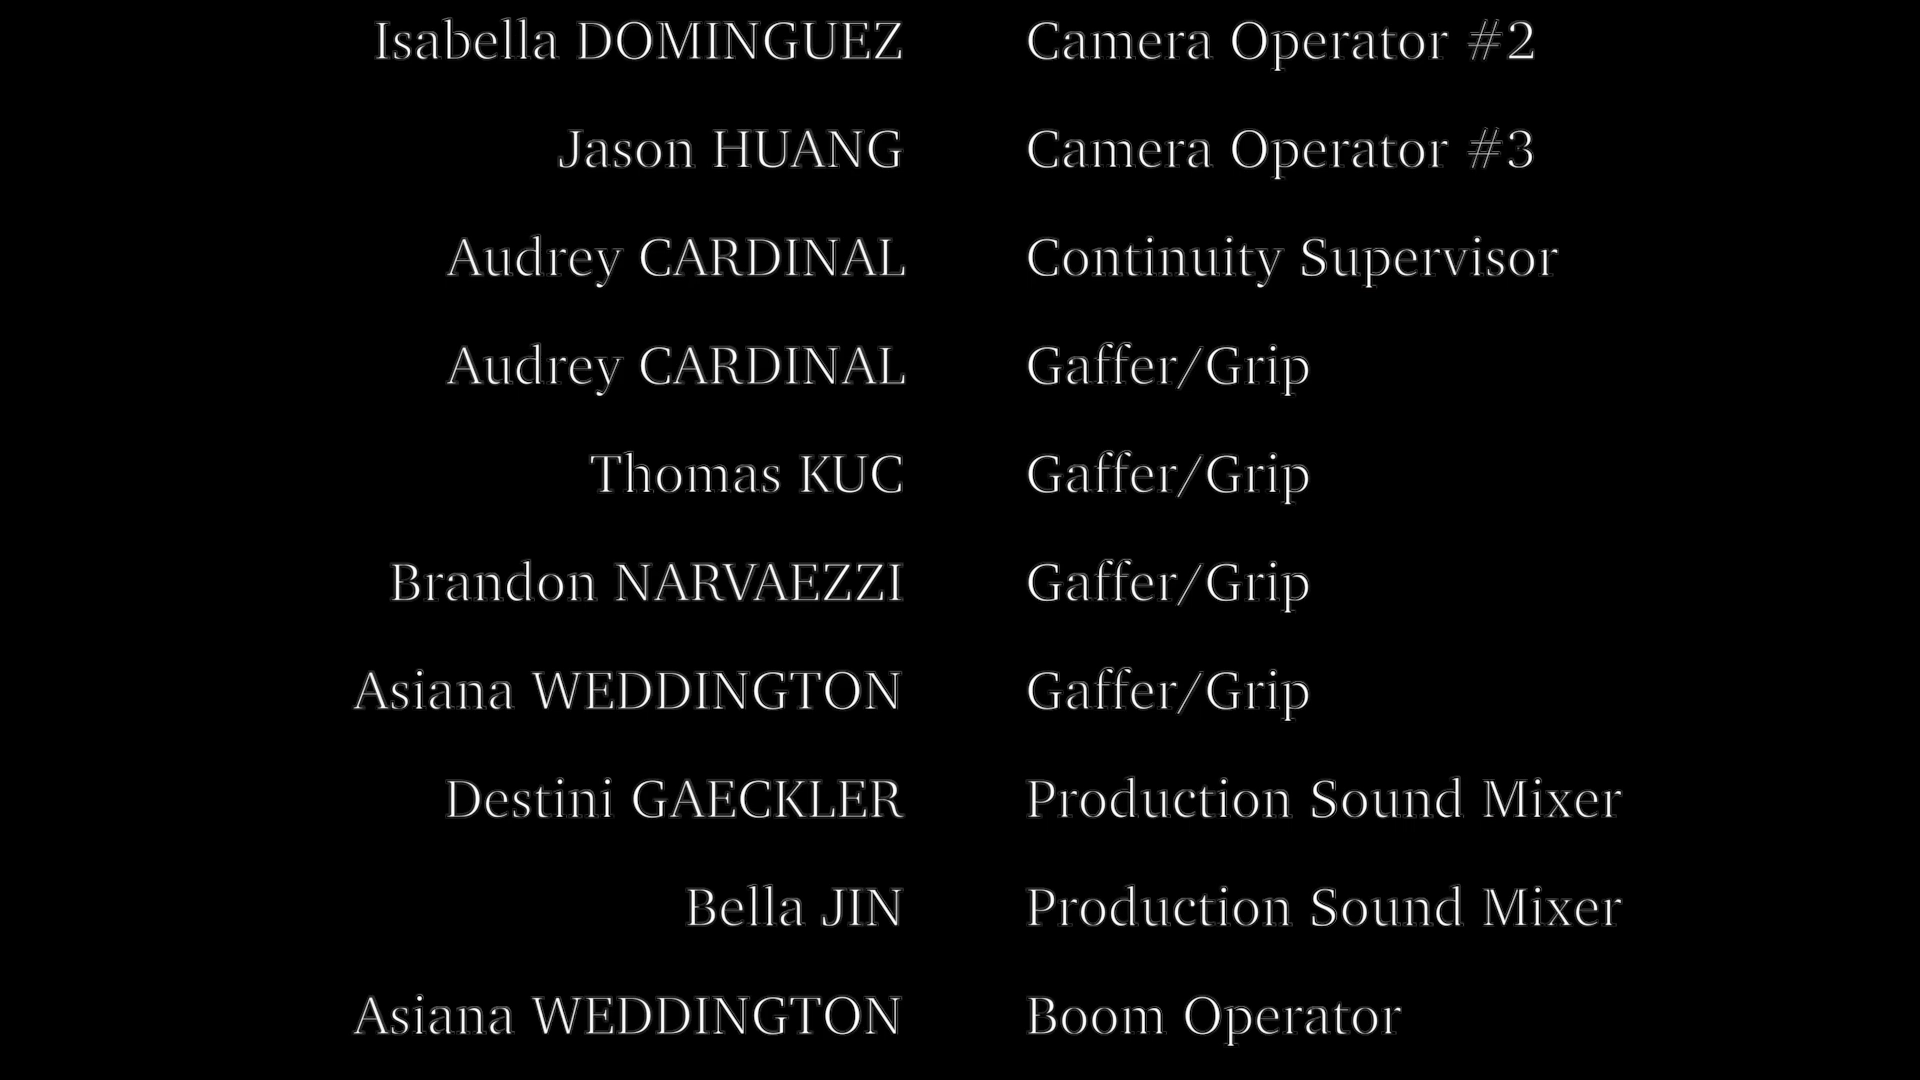 Isabella DOMINGUEZ Camera Operator #2
Jason HUANG Camera Operator #3
Audrey CARDINAL Continuity Supervisor
Audrey CARDINAL Gaffer/Grip
Thomas KUC Gaffer/Grip
Brandon NARVAEZZI Gaffer/Grip
Asiana WEDDINGTON Gaffer/Grip
Destini GAECKLER Production Sound Mixer
Bella JIN Production Sound Mixer
Asiana WEDDINGTON Boom Operator